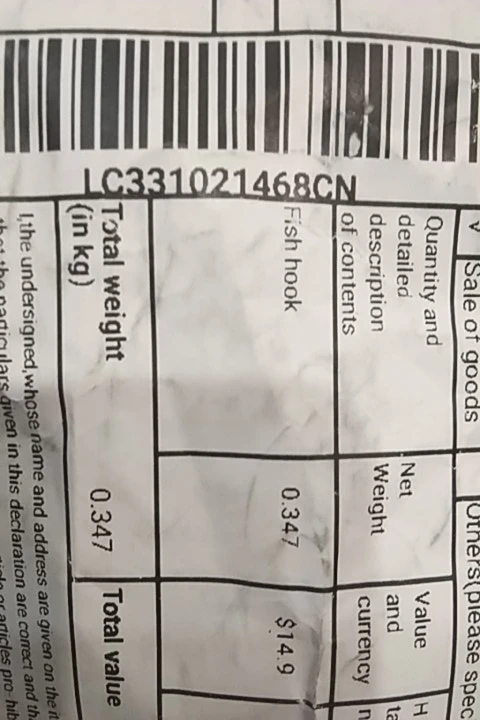 LC331021468CN
Sale of goods
Others(please spec
Quantity and
detailed
description
of contents
Net
Weight
Value
and
currency
Fish hook
0.347
$14.9
Total weight
(in kg)
0.347
Total value
I,the undersigned,whose name and address are given on the it
that the particulars given in this declaration are correct and th